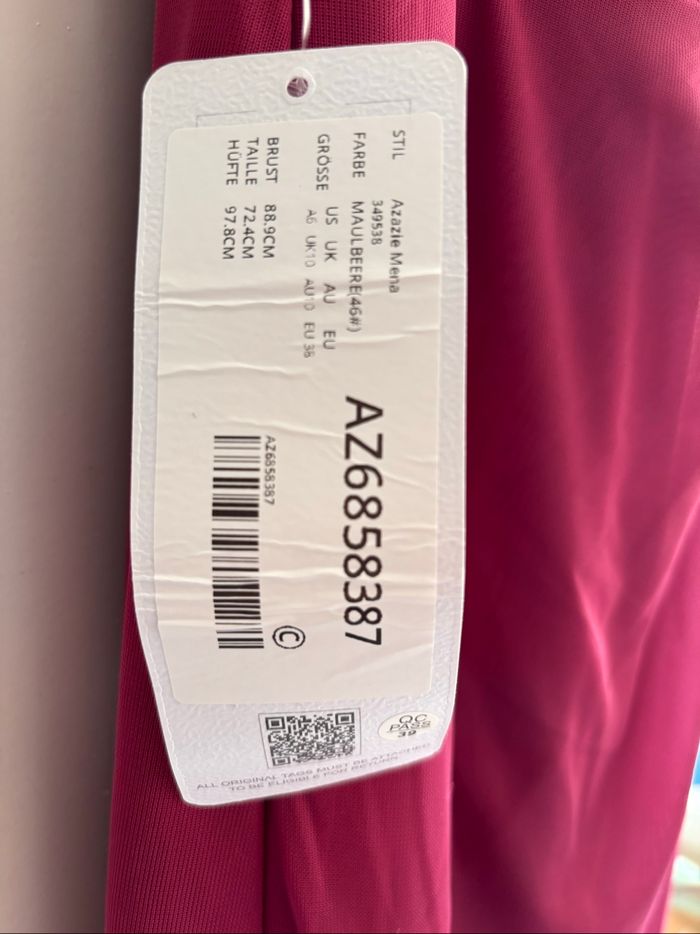 STIL Azazie Mena
349538
FARBE MAULBEERE(46#)
GRÖSSE US UK AU EU
A6 UK10 AU10 EU 38
BRUST 88.9CM
TAILLE 72.4CM
HÜFTE 97.8CM
AZ6858387
AZ6858387
©
QC
PASS
39
ALL ORIGINAL TAGS MUST BE ATTACHED
TO BE ELIGIBLE FOR RETURN